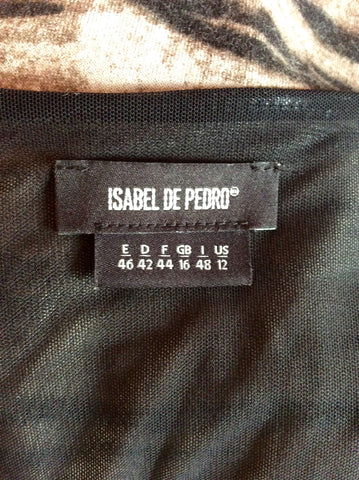 ISABEL DE PEDRO
E D F GB I US
46 42 44 16 48 12